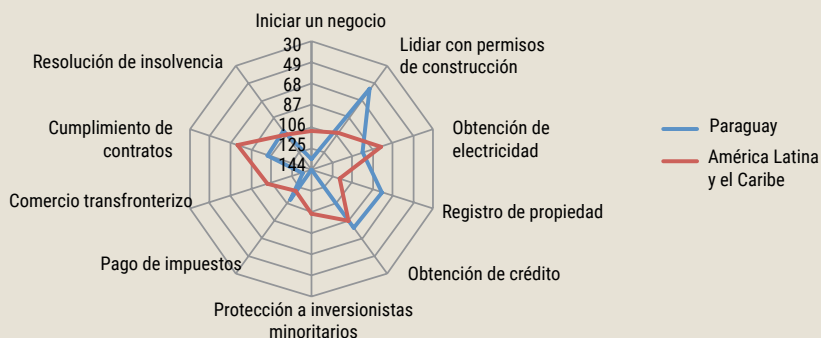 Iniciar un negocio
Lidiar con permisos
de construcción
Obtención de
electricidad
Registro de propiedad
Obtención de crédito
Protección a inversionistas
minoritarios
Pago de impuestos
Comercio transfronterizo
Cumplimiento de
contratos
Resolución de insolvencia
30
49
68
87
106
125
144
Paraguay
América Latina
y el Caribe